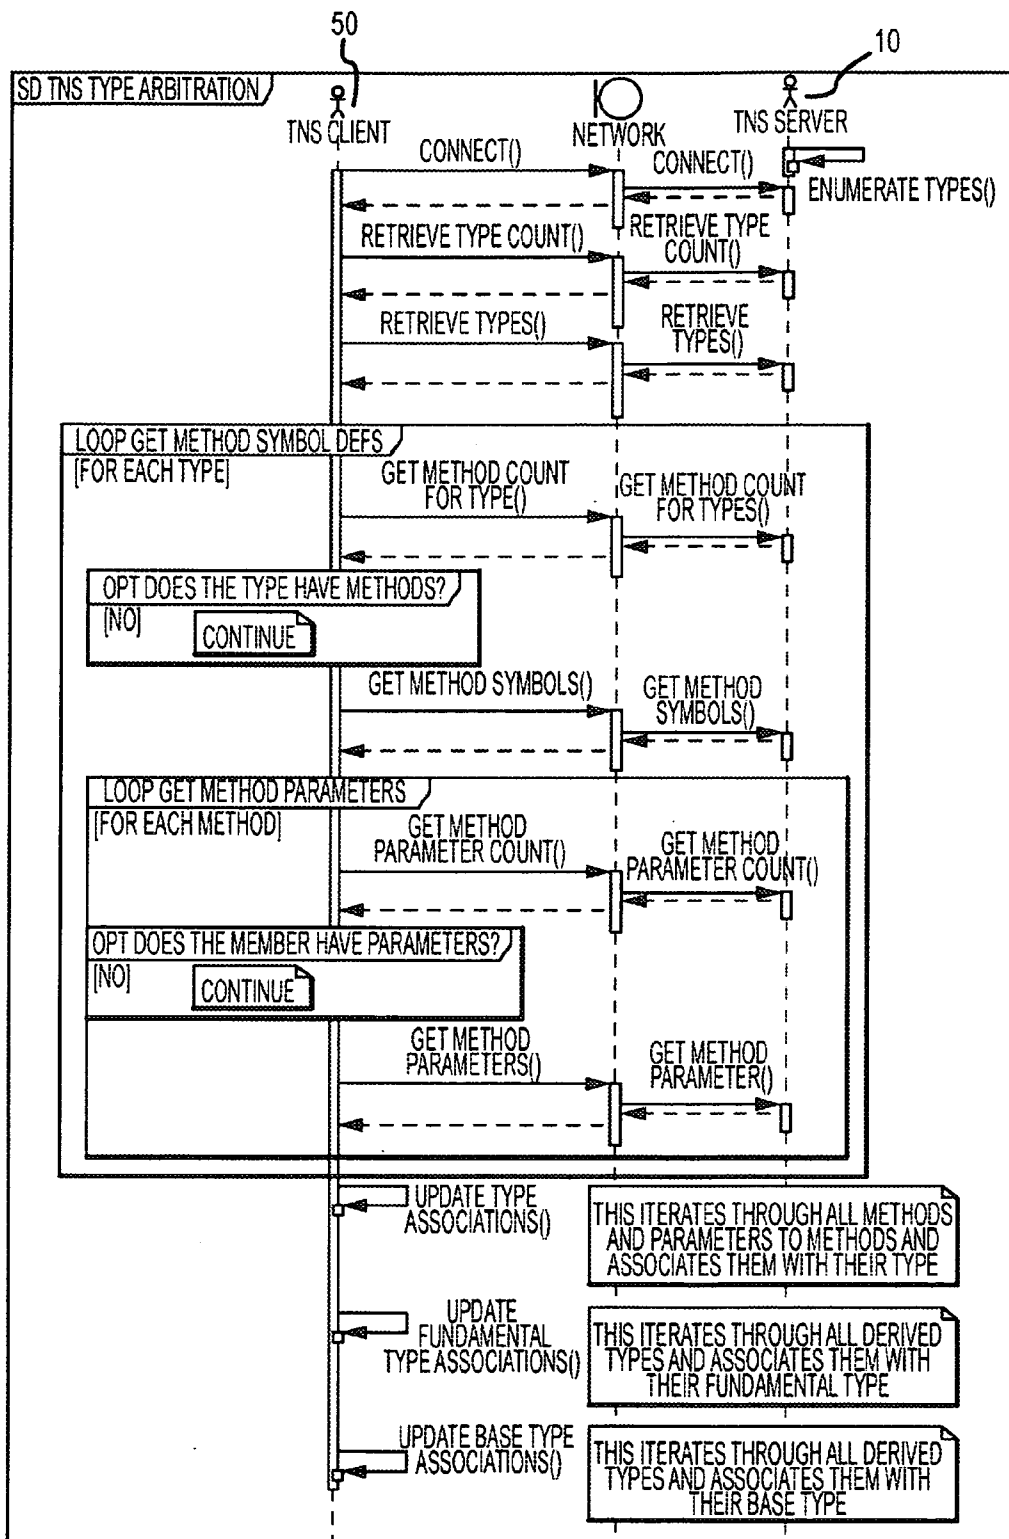 50
10
SD TNS TYPE ARBITRATION
TNS CLIENT
NETWORK
TNS SERVER
CONNECT()
CONNECT()
ENUMERATE TYPES()
RETRIEVE TYPE COUNT()
RETRIEVE TYPE
COUNT()
RETRIEVE TYPES()
RETRIEVE
TYPES()
LOOP GET METHOD SYMBOL DEFS
[FOR EACH TYPE]
GET METHOD COUNT
FOR TYPE()
GET METHOD COUNT
FOR TYPES()
OPT DOES THE TYPE HAVE METHODS?
[NO]
CONTINUE
GET METHOD SYMBOLS()
GET METHOD
SYMBOLS()
LOOP GET METHOD PARAMETERS
[FOR EACH METHOD]
GET METHOD
PARAMETER COUNT()
GET METHOD
PARAMETER COUNT()
OPT DOES THE MEMBER HAVE PARAMETERS?
[NO]
CONTINUE
GET METHOD
PARAMETERS()
GET METHOD
PARAMETER()
UPDATE TYPE
ASSOCIATIONS()
THIS ITERATES THROUGH ALL METHODS
AND PARAMETERS TO METHODS AND
ASSOCIATES THEM WITH THEIR TYPE
UPDATE
FUNDAMENTAL
TYPE ASSOCIATIONS()
THIS ITERATES THROUGH ALL DERIVED
TYPES AND ASSOCIATES THEM WITH
THEIR FUNDAMENTAL TYPE
UPDATE BASE TYPE
ASSOCIATIONS()
THIS ITERATES THROUGH ALL DERIVED
TYPES AND ASSOCIATES THEM WITH
THEIR BASE TYPE